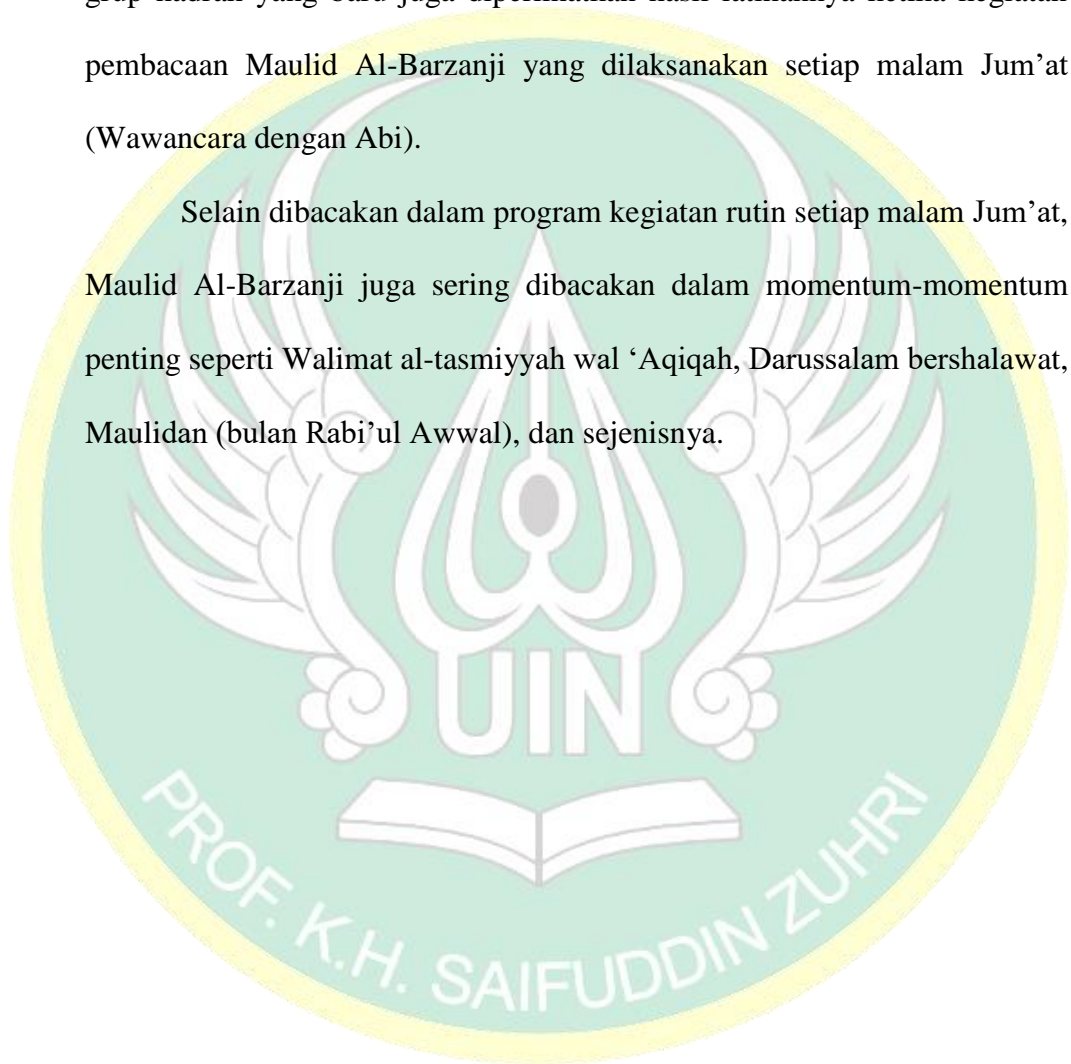 pembacaan Maulid Al-Barzanji yang dilaksanakan setiap malam Jum’at
(Wawancara dengan Abi).
Selain dibacakan dalam program kegiatan rutin setiap malam Jum’at,
Maulid Al-Barzanji juga sering dibacakan dalam momentum-momentum
penting seperti Walimat al-tasmiyyah wal ‘Aqiqah, Darussalam bershalawat,
Maulidan (bulan Rabi’ul Awwal), dan sejenisnya.
UIN
PROF. K.H. SAIFUDDIN ZUHRI